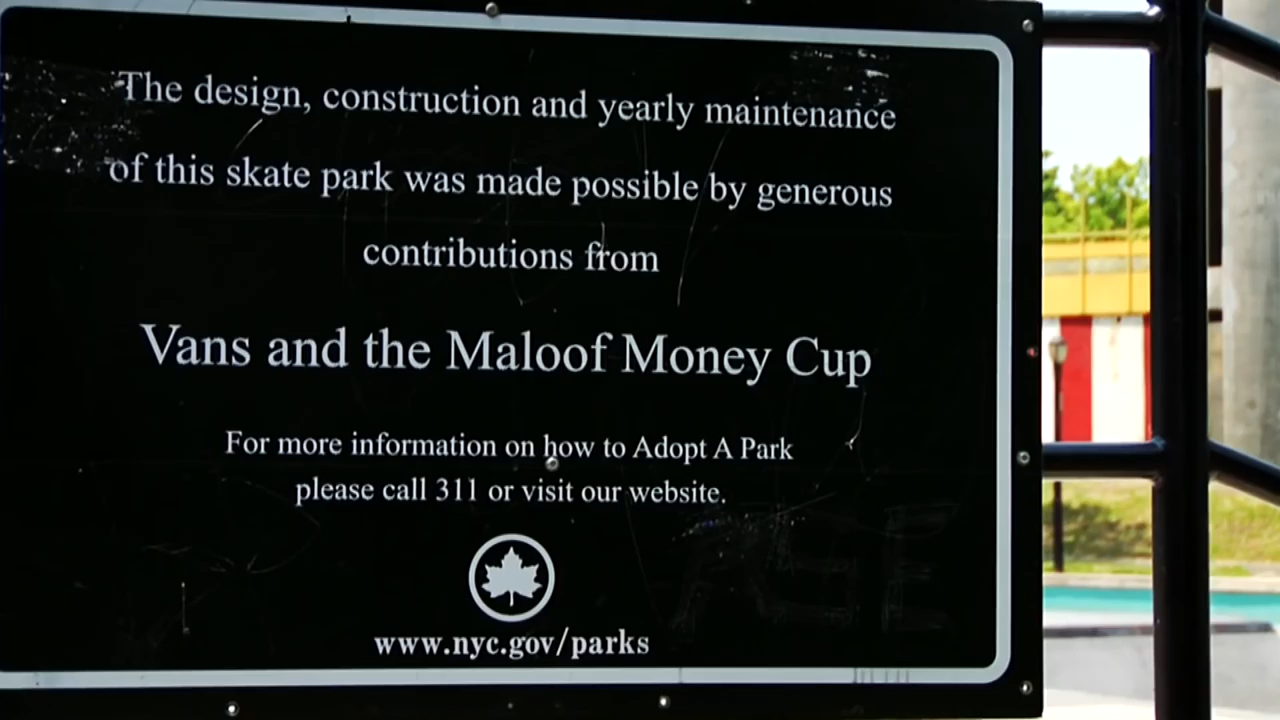 The design, construction and yearly maintenance
of this skate park was made possible by generous
contributions from
Vans and the Maloof Money Cup
For more information on how to Adopt A Park
please call 311 or visit our website.
www.nyc.gov/parks